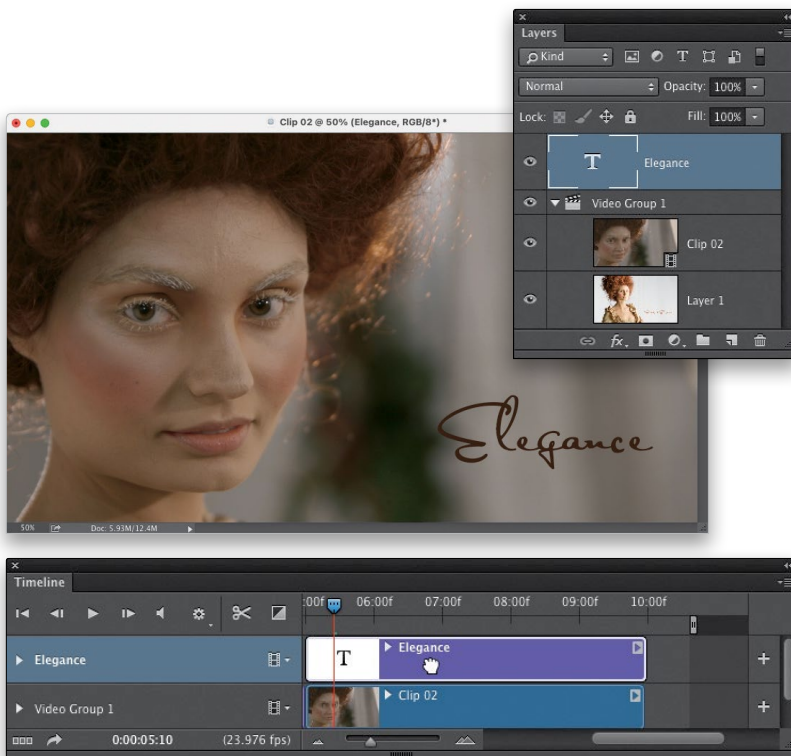 Layers
Kind
Normal
Opacity: 100%
Lock:
Fill: 100%
T
Elegance
Video Group 1
Clip 02
Layer 1
fx.
Clip 02 @ 50% (Elegance, RGB/8*) *
Elegance
50%
Doc: 5.93M/12.4M
Timeline
:00f
06:00f
07:00f
08:00f
09:00f
10:00f
Elegance
T
Elegance
Video Group 1
Clip 02
0:00:05:10
(23.976 fps)